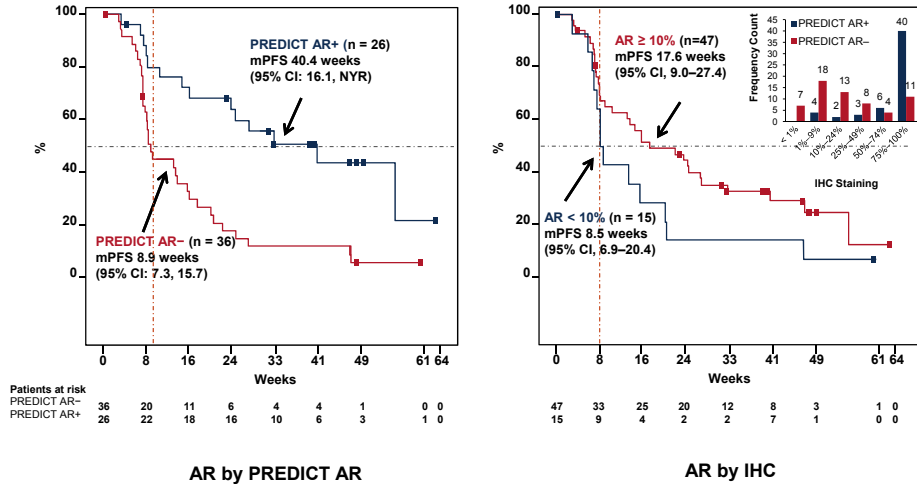 100
80
60
40
20
0
%
PREDICT AR+ (n = 26)
mPFS 40.4 weeks
(95% CI: 16.1, NYR)
PREDICT AR– (n = 36)
mPFS 8.9 weeks
(95% CI: 7.3, 15.7)
0 8 16 24 33 41 49 61 64
Weeks
Patients at risk
PREDICT AR– 36 20 11 6 4 4 3 0 0
PREDICT AR+ 26 22 18 16 10 6 3 1 0
AR by PREDICT AR
100
80
60
40
20
0
%
AR ≥ 10% (n=47)
mPFS 17.6 weeks
(95% CI, 9.0–27.4)
AR < 10% (n = 15)
mPFS 8.5 weeks
(95% CI, 6.9–20.4)
PREDICT AR+
PREDICT AR–
Frequency Count
45
40
35
30
25
20
15
10
5
0
7 4 18 2 13 3 8 6 4 40 11
< 1% 1%–9% 10%–24% 25%–49% 50%–74% 75%–100%
IHC Staining
0 8 16 24 33 41 49 61 64
Weeks
47 33 25 20 12 8 3 1 0
15 9 4 2 2 7 1 0 0
AR by IHC